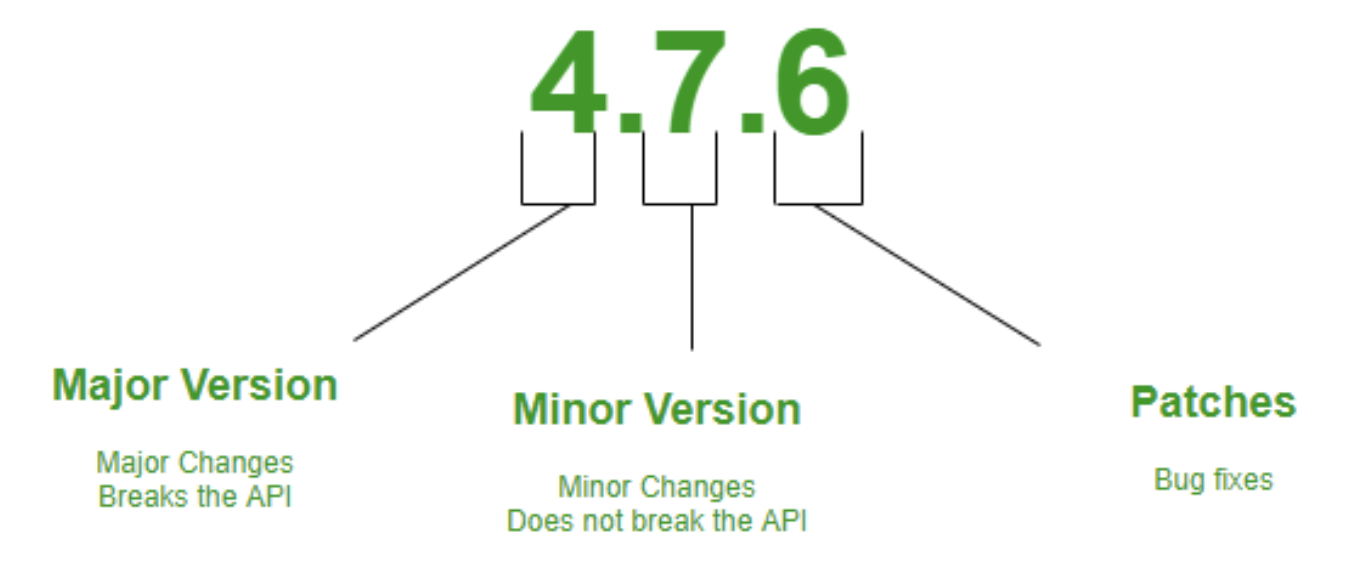 4.7.6
Major Version
Major Changes
Breaks the API
Minor Version
Minor Changes
Does not break the API
Patches
Bug fixes